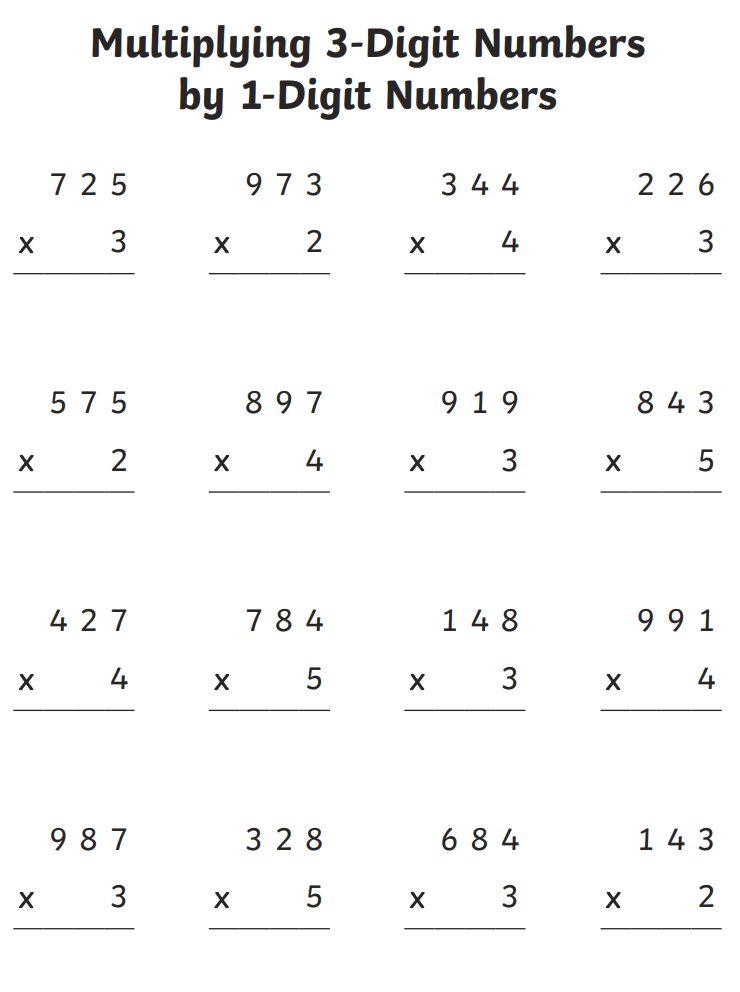 Multiplying 3-Digit Numbers
by 1-Digit Numbers
7 2 5 9 7 3 3 4 4 2 2 6
x 3 x 2 x 4 x 3
5 7 5 8 9 7 9 1 9 8 4 3
x 2 x 4 x 3 x 5
4 2 7 7 8 4 1 4 8 9 9 1
x 4 x 5 x 3 x 4
9 8 7 3 2 8 6 8 4 1 4 3
x 3 x 5 x 3 x 2